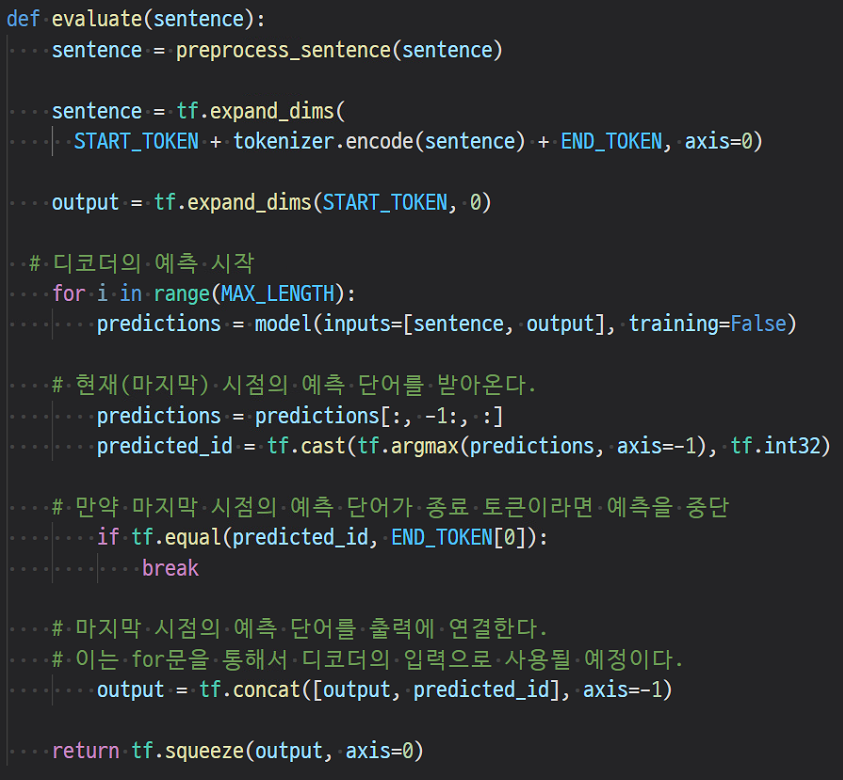 def evaluate(sentence):
    sentence = preprocess_sentence(sentence)

    sentence = tf.expand_dims(
      START_TOKEN + tokenizer.encode(sentence) + END_TOKEN, axis=0)

    output = tf.expand_dims(START_TOKEN, 0)

  # 디코더의 예측 시작
    for i in range(MAX_LENGTH):
        predictions = model(inputs=[sentence, output], training=False)

    # 현재(마지막) 시점의 예측 단어를 받아온다.
        predictions = predictions[:, -1:, :]
        predicted_id = tf.cast(tf.argmax(predictions, axis=-1), tf.int32)

    # 만약 마지막 시점의 예측 단어가 종료 토큰이라면 예측을 중단
        if tf.equal(predicted_id, END_TOKEN[0]):
            break

    # 마지막 시점의 예측 단어를 출력에 연결한다.
    # 이는 for문을 통해서 디코더의 입력으로 사용될 예정이다.
        output = tf.concat([output, predicted_id], axis=-1)

    return tf.squeeze(output, axis=0)